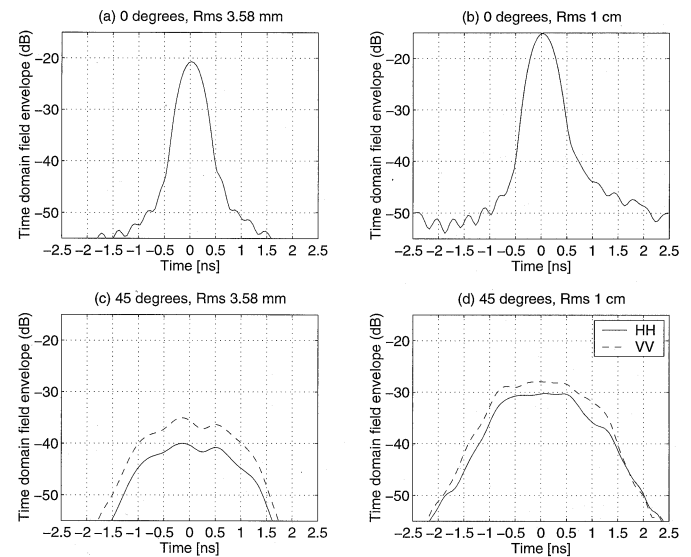 (a) 0 degrees, Rms 3.58 mm
Time domain field envelope (dB)
−20
−30
−40
−50
−2.5 −2 −1.5 −1 −0.5 0 0.5 1 1.5 2 2.5
Time [ns]
(b) 0 degrees, Rms 1 cm
Time domain field envelope (dB)
−20
−30
−40
−50
−2.5 −2 −1.5 −1 −0.5 0 0.5 1 1.5 2 2.5
Time [ns]
(c) 45 degrees, Rms 3.58 mm
Time domain field envelope (dB)
−20
−30
−40
−50
−2.5 −2 −1.5 −1 −0.5 0 0.5 1 1.5 2 2.5
Time [ns]
(d) 45 degrees, Rms 1 cm
Time domain field envelope (dB)
−20
−30
−40
−50
−2.5 −2 −1.5 −1 −0.5 0 0.5 1 1.5 2 2.5
Time [ns]
HH
VV